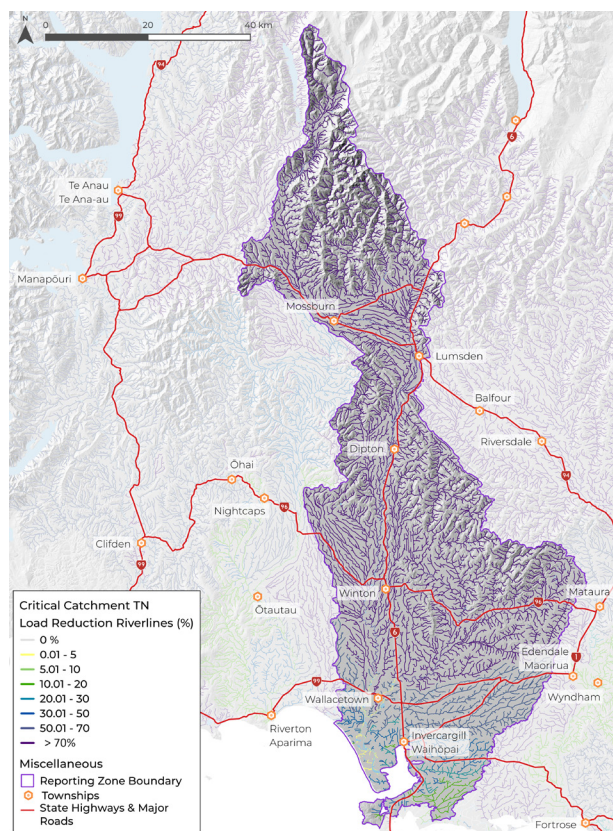 N
0 20 40 km
94
6
Te Anau
Te Ana-au
99
Manapōuri
Mossburn
Lumsden
Balfour
Riversdale
Dipton
94
Ōhai
Nightcaps
96
Clifden
99
Winton
Ōtautau
96
Mataura
6
Edendale
Maorirua
1
Wyndham
99
Wallacetown
Riverton
Aparima
Invercargill
Waihōpai
Fortrose
Critical Catchment TN
Load Reduction Riverlines (%)
0 %
0.01 - 5
5.01 - 10
10.01 - 20
20.01 - 30
30.01 - 50
50.01 - 70
> 70%
Miscellaneous
Reporting Zone Boundary
Townships
State Highways & Major
Roads